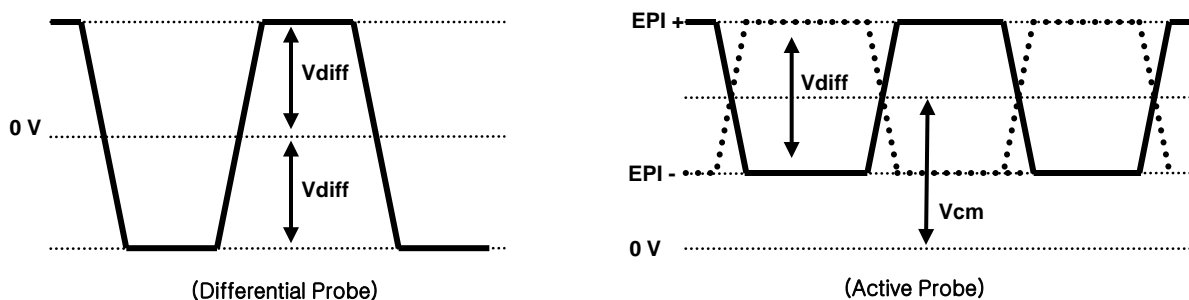 Vdiff
0 V
Vdiff
(Differential Probe)
EPI +
Vdiff
EPI -
Vcm
0 V
(Active Probe)